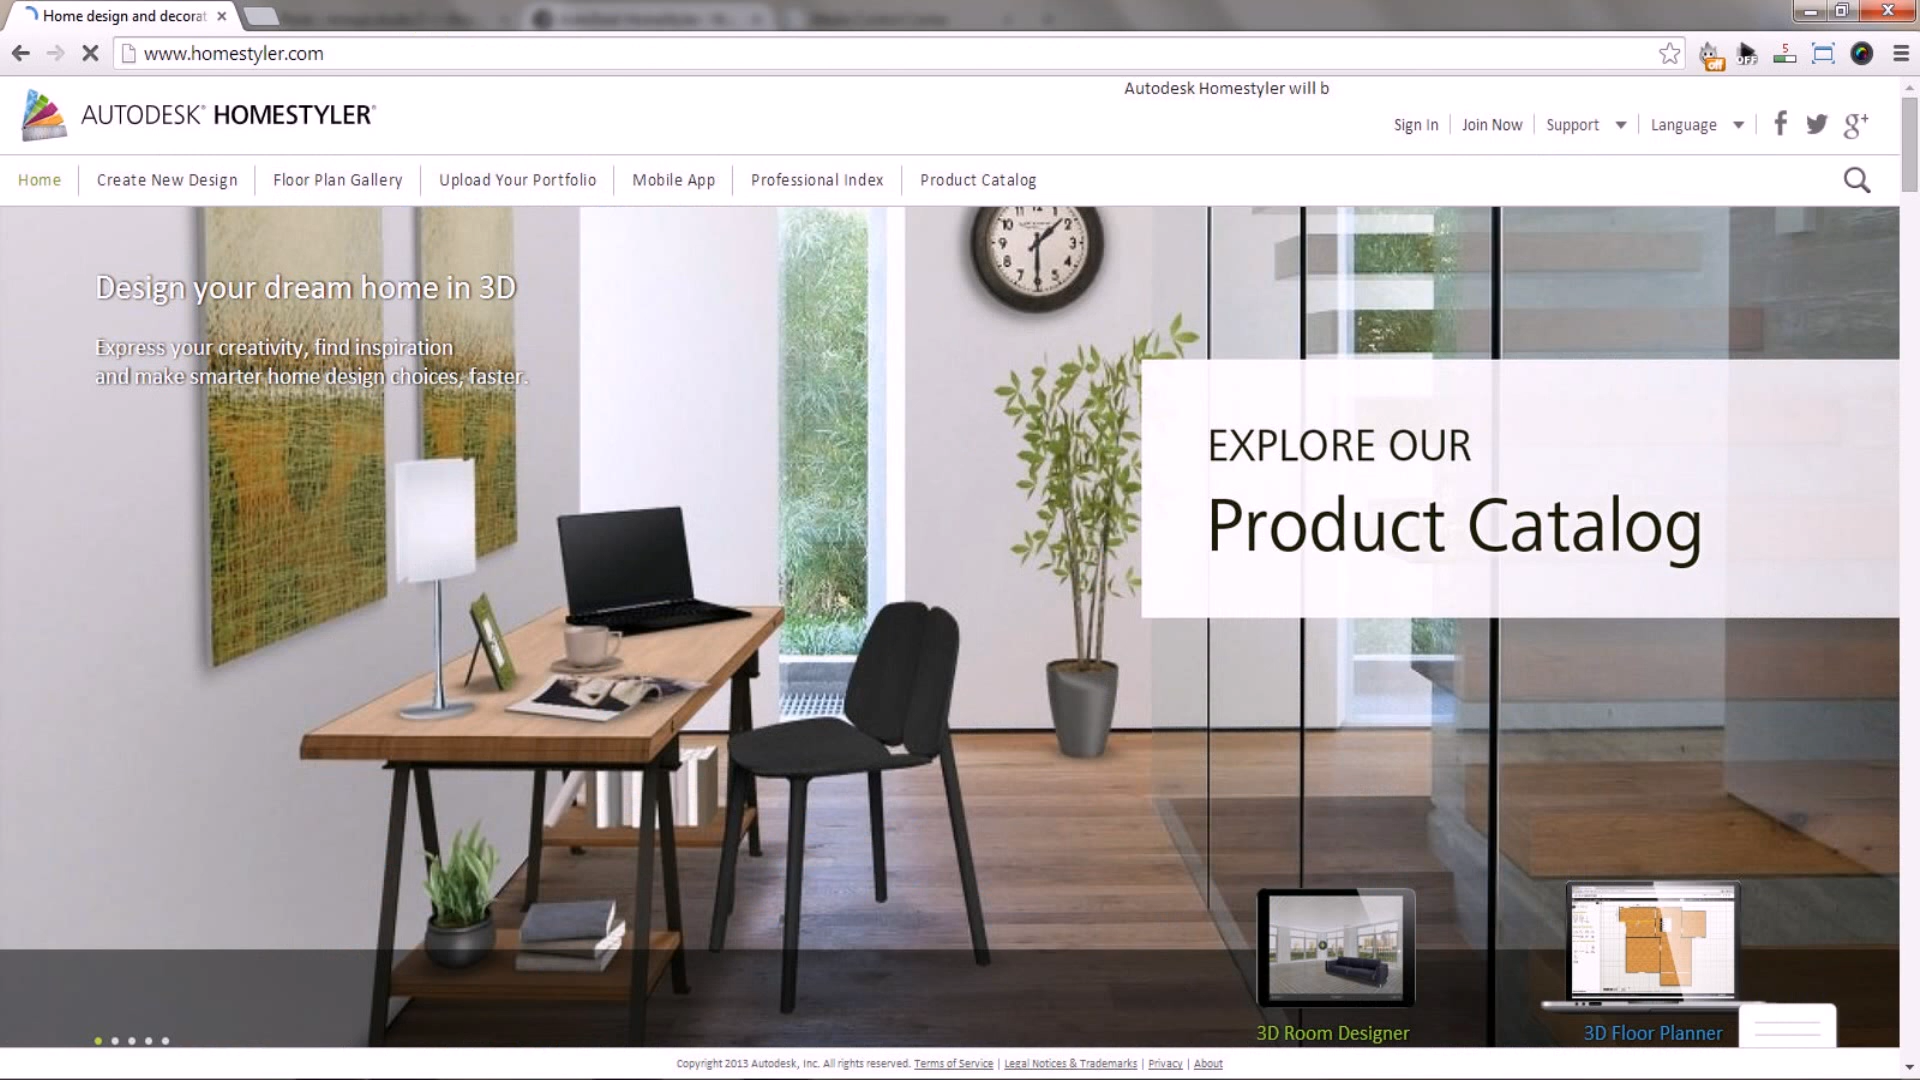 Home design and decorat
www.homestyler.com
Autodesk Homestyler will b
AUTODESK® HOMESTYLER®
Sign In Join Now Support Language
Home Create New Design Floor Plan Gallery Upload Your Portfolio Mobile App Professional Index Product Catalog
Design your dream home in 3D
Express your creativity, find inspiration
and make smarter home design choices, faster.
EXPLORE OUR
Product Catalog
3D Room Designer 3D Floor Planner
Copyright 2013 Autodesk, Inc. All rights reserved. Terms of Service | Legal Notices & Trademarks | Privacy | About